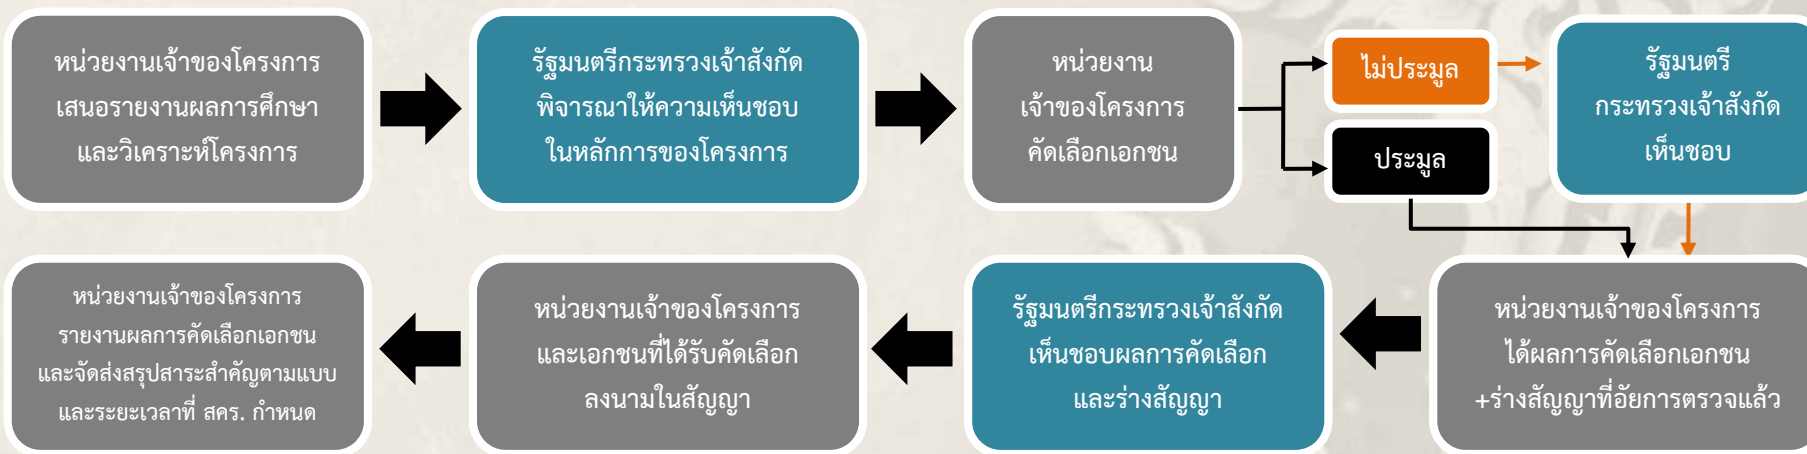 หน่วยงานเจ้าของโครงการ
เสนอรายงานผลการศึกษา
และวิเคราะห์โครงการ
รัฐมนตรีกระทรวงเจ้าสังกัด
พิจารณาให้ความเห็นชอบ
ในหลักการของโครงการ
หน่วยงาน
เจ้าของโครงการ
คัดเลือกเอกชน
ไม่ประมูล
ประมูล
รัฐมนตรี
กระทรวงเจ้าสังกัด
เห็นชอบ
หน่วยงานเจ้าของโครงการ
ได้ผลการคัดเลือกเอกชน
+ร่างสัญญาที่อัยการตรวจแล้ว
รัฐมนตรีกระทรวงเจ้าสังกัด
เห็นชอบผลการคัดเลือก
และร่างสัญญา
หน่วยงานเจ้าของโครงการ
และเอกชนที่ได้รับคัดเลือก
ลงนามในสัญญา
หน่วยงานเจ้าของโครงการ
รายงานผลการคัดเลือกเอกชน
และจัดส่งสรุปสาระสำคัญตามแบบ
และระยะเวลาที่ สคร. กำหนด